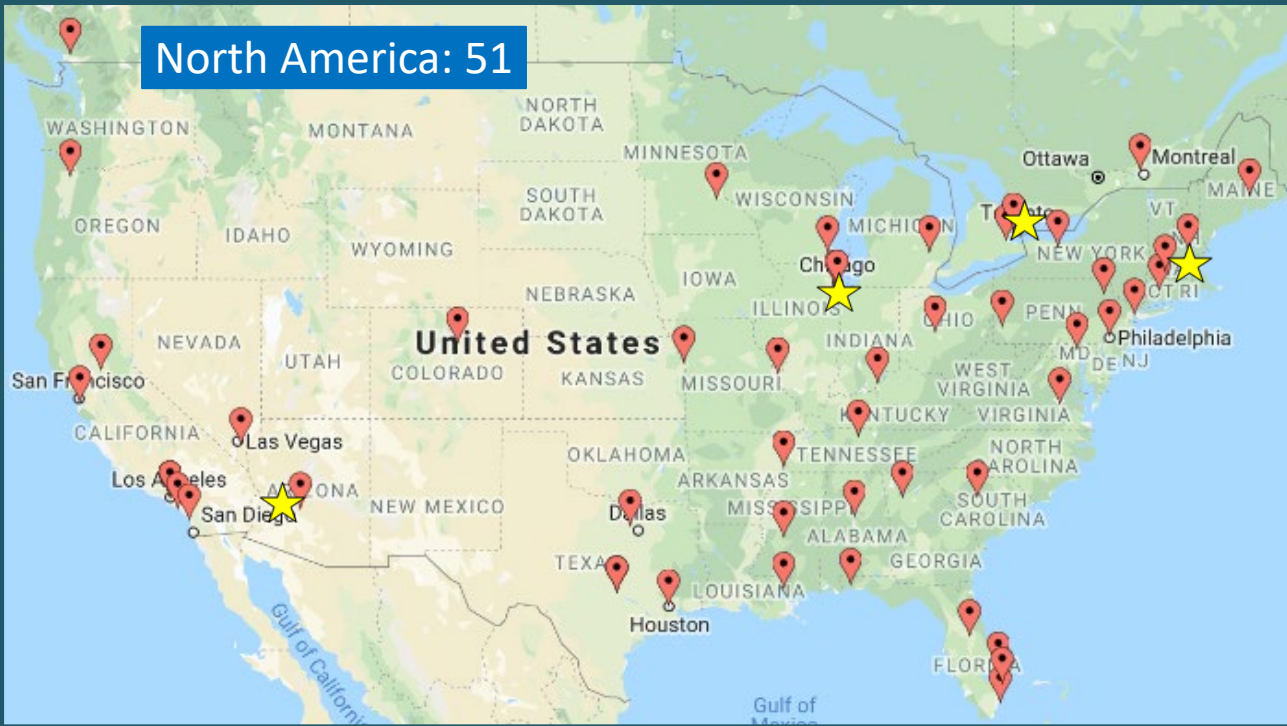 North America: 51
WASHINGTON
MONTANA
NORTH
DAKOTA
MINNESOTA
Ottawa
Montreal
MAINE
OREGON
IDAHO
SOUTH
DAKOTA
WISCONSIN
MICHIGAN
VT
WYOMING
NEW YORK
IOWA
Chicago
NEBRASKA
ILLINOIS
CT RI
NEVADA
UTAH
COLORADO
United States
KANSAS
MISSOURI
INDIANA
OHIO
PENN
Philadelphia
MD
DE
NJ
WEST
VIRGINIA
San Francisco
CALIFORNIA
Las Vegas
KENTUCKY
VIRGINIA
OKLAHOMA
TENNESSEE
NORTH
CAROLINA
Los Angeles
ARIZONA
NEW MEXICO
ARKANSAS
San Diego
Dallas
MISSISSIPPI
SOUTH
CAROLINA
ALABAMA
TEXAS
LOUISIANA
GEORGIA
Houston
Gulf of California
FLORIDA
Gulf of